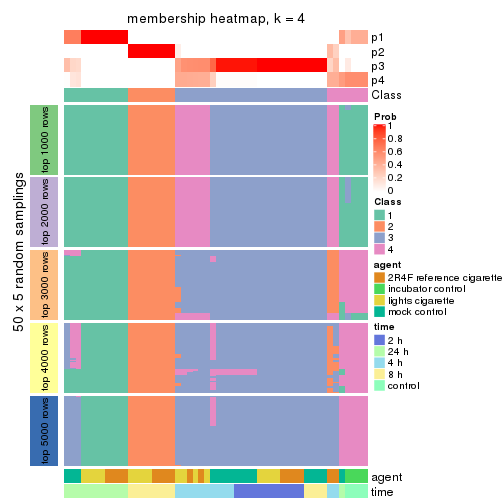 membership heatmap, k = 4
p1
p2
p3
p4
Class
50 x 5 random samplings
top 1000 rows
top 2000 rows
top 3000 rows
top 4000 rows
top 5000 rows
agent
time
Prob
1
0.8
0.6
0.4
0.2
0
Class
1
2
3
4
agent
2R4F reference cigarette
incubator control
lights cigarette
mock control
time
2 h
24 h
4 h
8 h
control